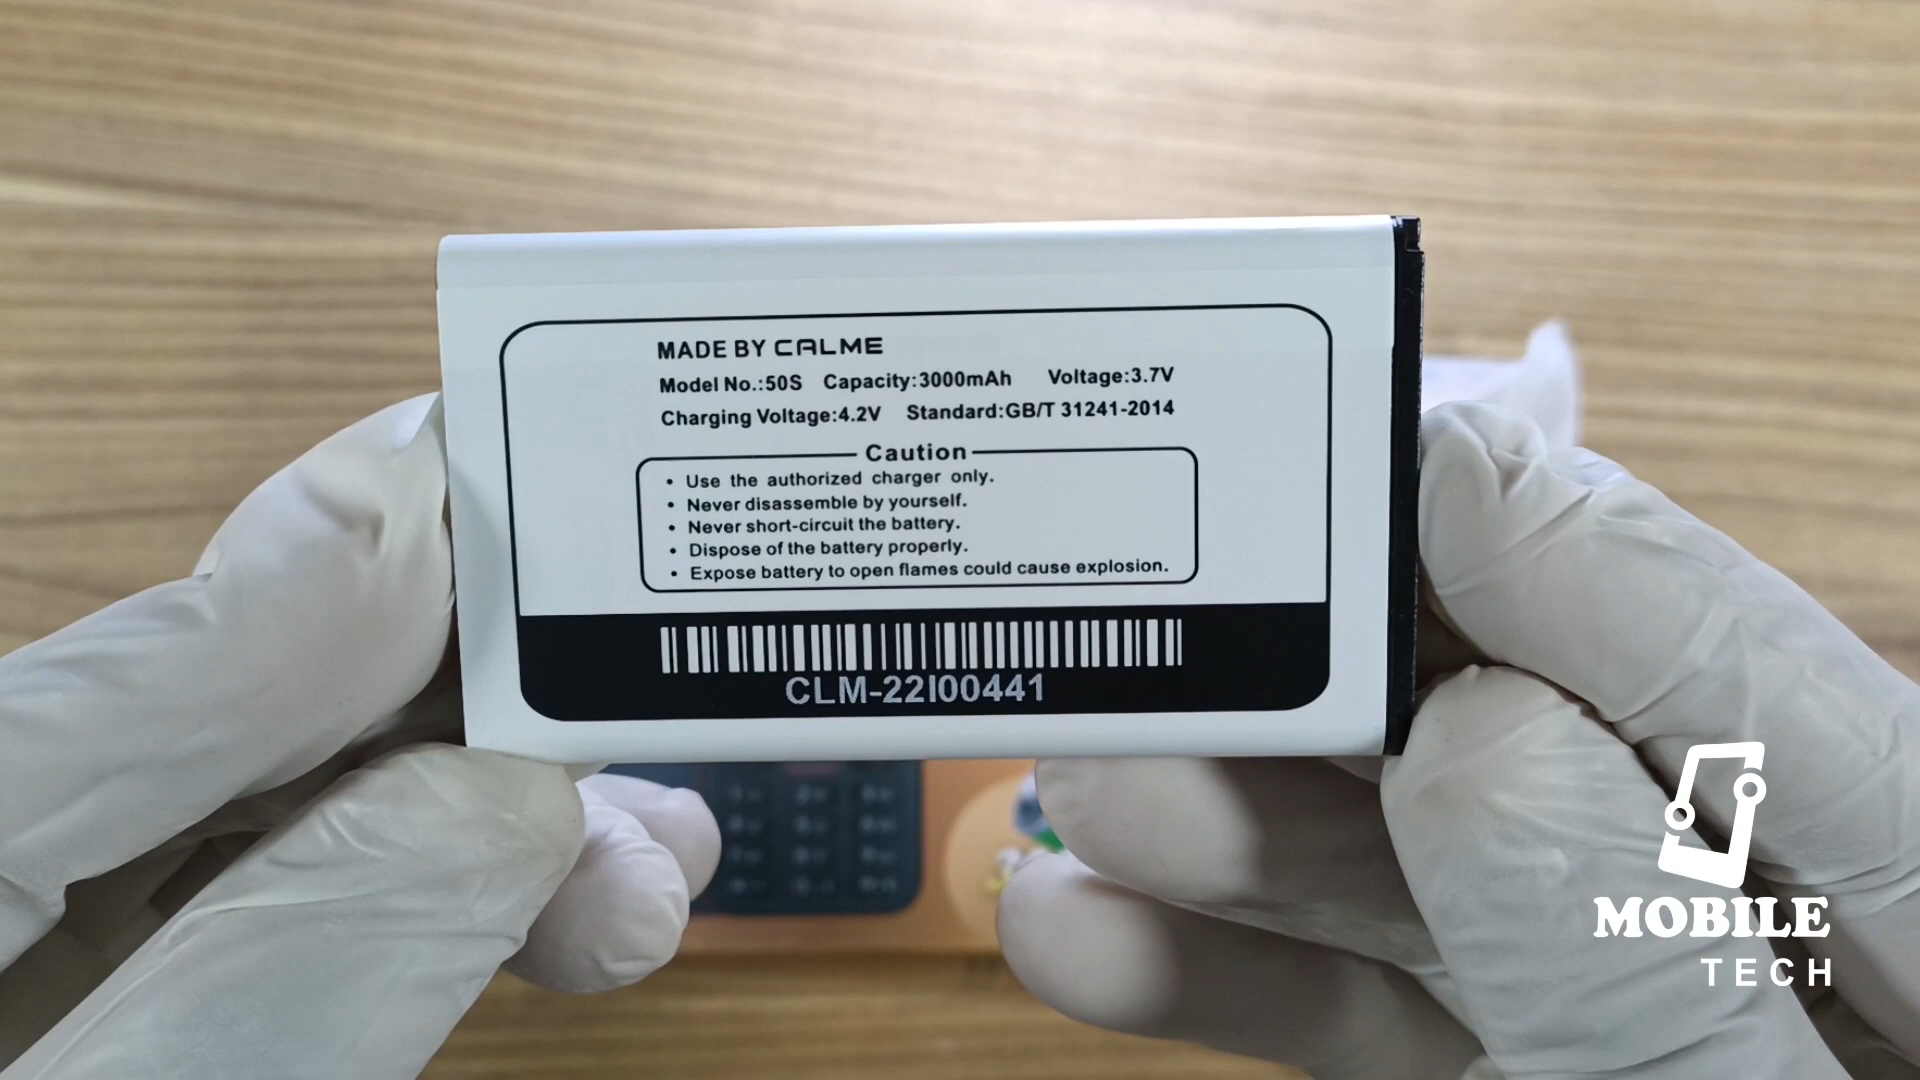 MADE BY CALME
Model No.:50S Capacity:3000mAh Voltage:3.7V
Charging Voltage:4.2V Standard:GB/T 31241-2014
Caution
• Use the authorized charger only.
• Never disassemble by yourself.
• Never short-circuit the battery.
• Dispose of the battery properly.
• Expose battery to open flames could cause explosion.
CLM-22I00441
MOBILE
TECH